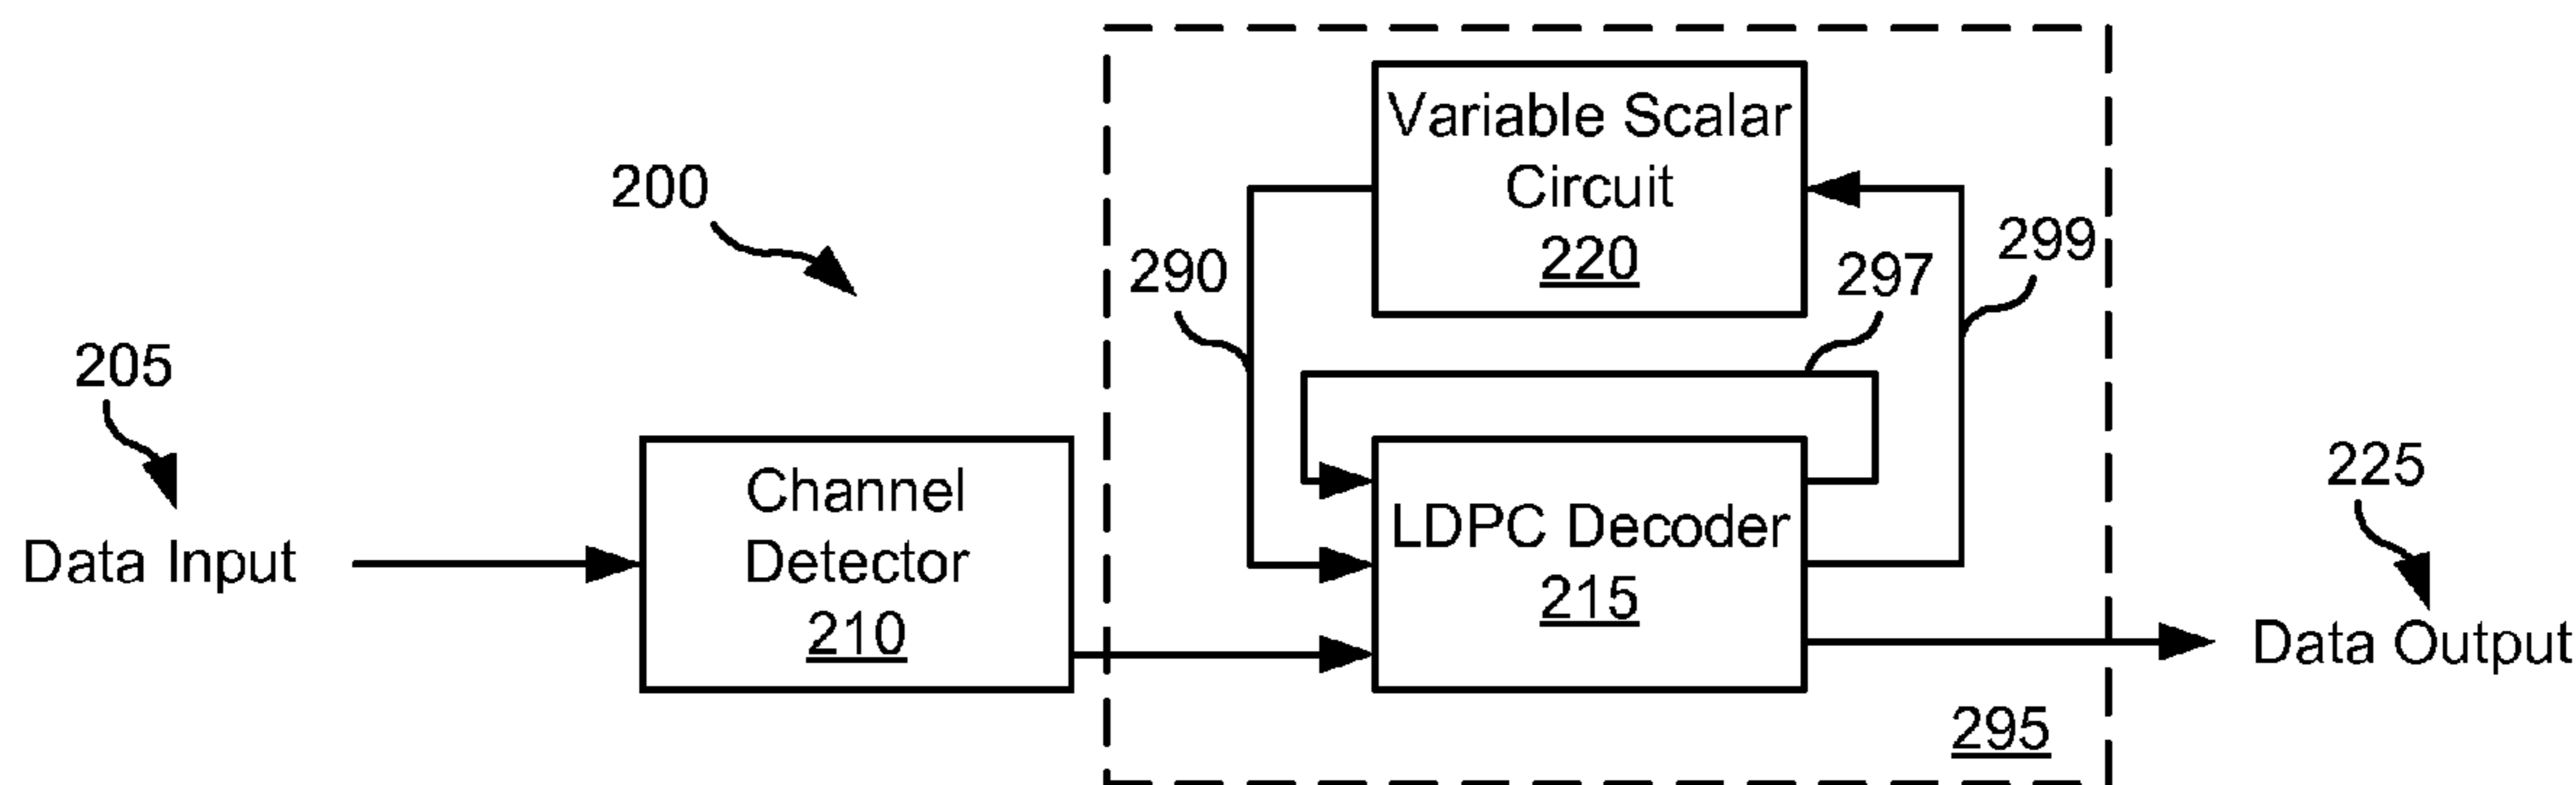 Variable Scalar
Circuit
220
200
290
297
299
205
Channel
Detector
210
LDPC Decoder
215
225
Data Input
Data Output
295